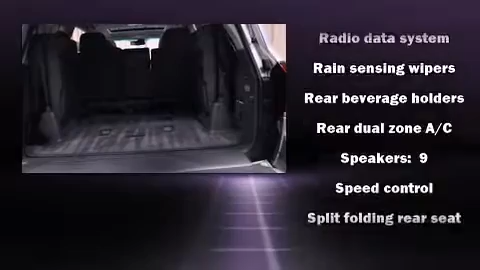 Radio data system
Rain sensing wipers
Rear beverage holders
Rear dual zone A/C
Speakers: 9
Speed control
Split folding rear seat